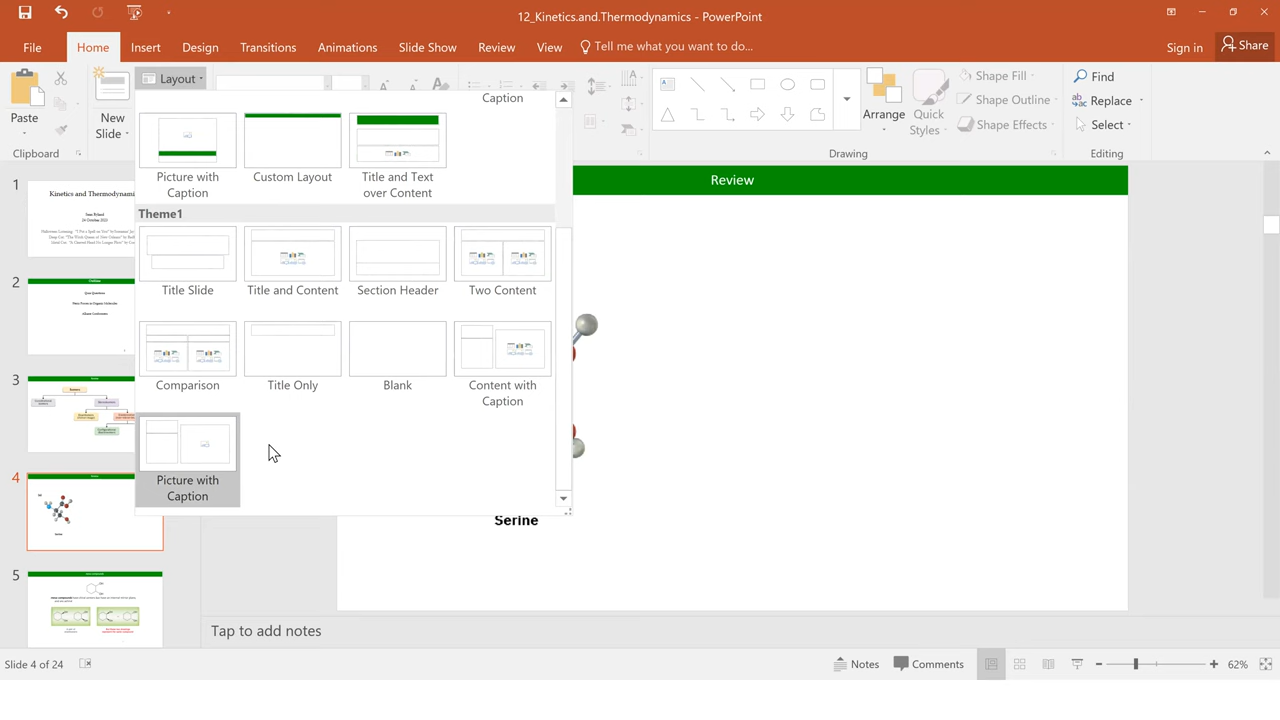 12_Kinetics.and.Thermodynamics - PowerPoint
File Home Insert Design Transitions Animations Slide Show Review View Tell me what you want to do... Sign in Share
Layout
Paste
New
Slide
Clipboard
Arrange
Quick
Styles
Shape Fill
Shape Outline
Shape Effects
Drawing
Find
Replace
Select
Editing
Caption
Picture with
Caption
Custom Layout
Title and Text
over Content
Theme1
Title Slide
Title and Content
Section Header
Two Content
Comparison
Title Only
Blank
Content with
Caption
Picture with
Caption
1
Kinetics and Thermodynami
2
Outline
3
4
Serine
5
Review
Serine
Tap to add notes
Slide 4 of 24
Notes
Comments
62%